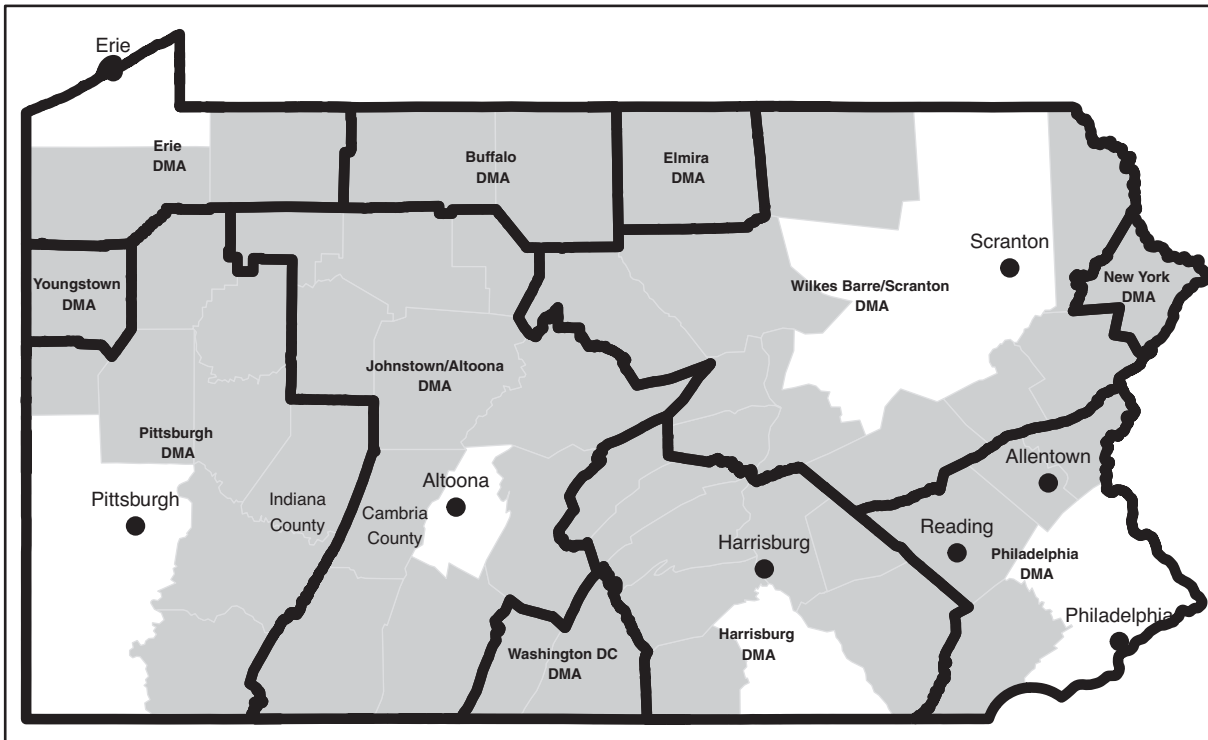 Erie
Erie
DMA
Buffalo
DMA
Elmira
DMA
Scranton
Youngstown
DMA
Wilkes Barre/Scranton
DMA
New York
DMA
Johnstown/Altoona
DMA
Pittsburgh
DMA
Allentown
Pittsburgh
Indiana
County
Altoona
Cambria
County
Reading
Harrisburg
Philadelphia
DMA
Philadelphia
Harrisburg
DMA
Washington DC
DMA